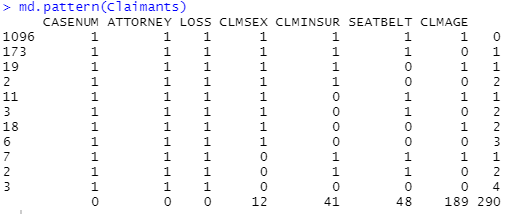 > md.pattern(Claimants)
CASENUM ATTORNEY LOSS CLMSEX CLMINSUR SEATBELT CLMAGE
1096 1 1 1 1 1 1 1 0
173 1 1 1 1 1 1 0 1
19 1 1 1 1 1 0 1 1
2 1 1 1 1 1 0 0 2
11 1 1 1 1 0 1 1 1
3 1 1 1 1 0 1 0 2
18 1 1 1 1 0 0 1 2
6 1 1 1 1 0 0 0 3
7 1 1 1 0 1 1 1 1
2 1 1 1 0 1 1 0 2
3 1 1 1 0 0 0 0 4
0 0 0 12 41 48 189 290